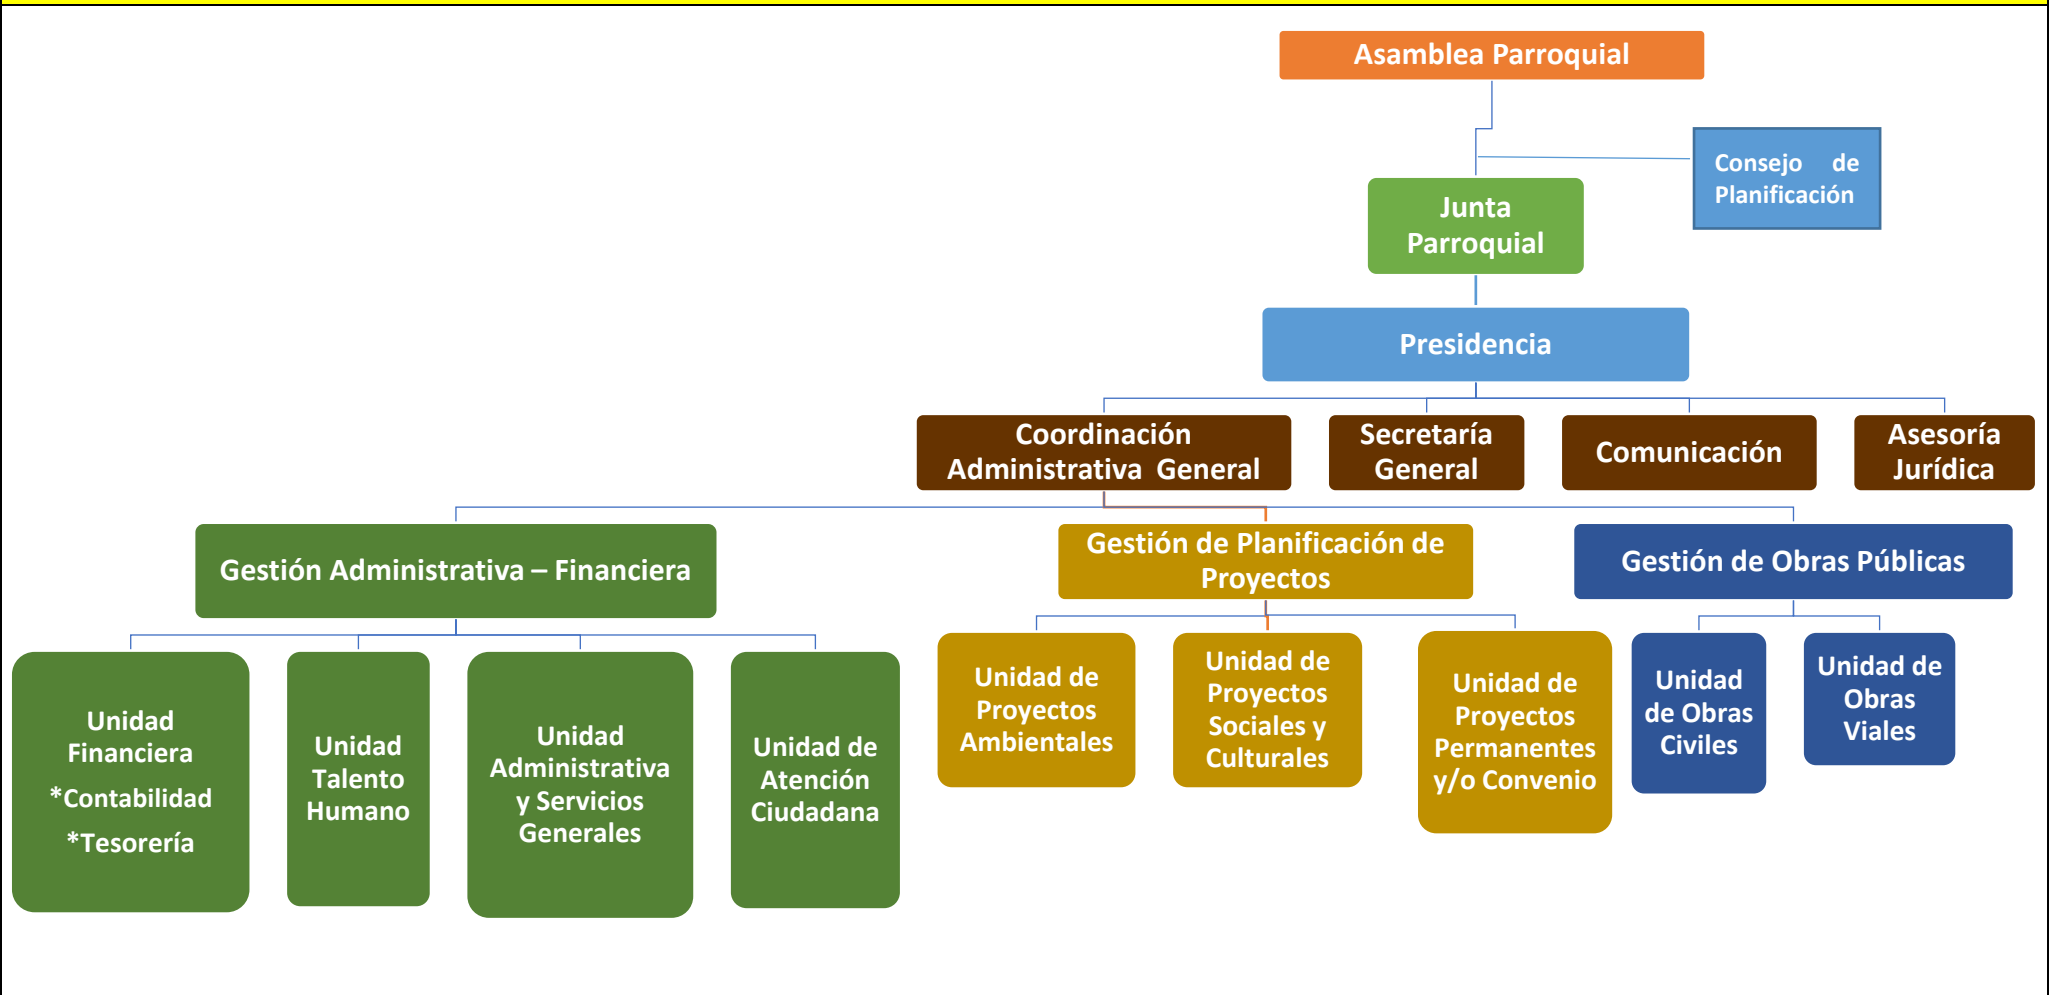 Asamblea Parroquial
Consejo de
Planificación
Junta
Parroquial
Presidencia
Coordinación
Administrativa General
Secretaría
General
Comunicación
Asesoría
Jurídica
Gestión Administrativa – Financiera
Gestión de Planificación de
Proyectos
Gestión de Obras Públicas
Unidad
Financiera
*Contabilidad
*Tesorería
Unidad
Talento
Humano
Unidad
Administrativa
y Servicios
Generales
Unidad de
Atención
Ciudadana
Unidad de
Proyectos
Ambientales
Unidad de
Proyectos
Sociales y
Culturales
Unidad de
Proyectos
Permanentes
y/o Convenio
Unidad
de Obras
Civiles
Unidad de
Obras
Viales